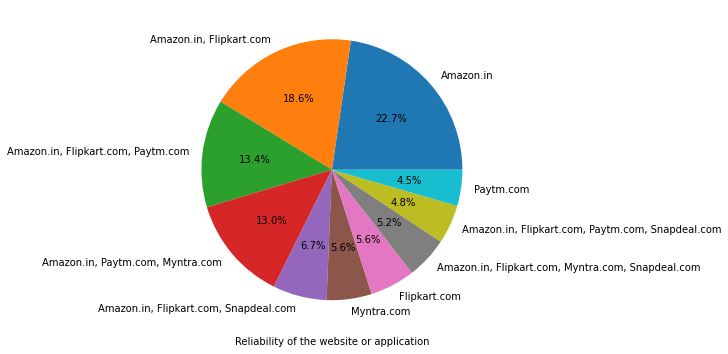 Amazon.in, Flipkart.com
Amazon.in
18.6%
22.7%
Amazon.in, Flipkart.com, Paytm.com
13.4%
4.5%
Paytm.com
4.8%
13.0%
5.2%
Amazon.in, Flipkart.com, Paytm.com, Snapdeal.com
6.7%
5.6%
5.6%
Amazon.in, Paytm.com, Myntra.com
Amazon.in, Flipkart.com, Myntra.com, Snapdeal.com
Flipkart.com
Amazon.in, Flipkart.com, Snapdeal.com
Myntra.com
Reliability of the website or application